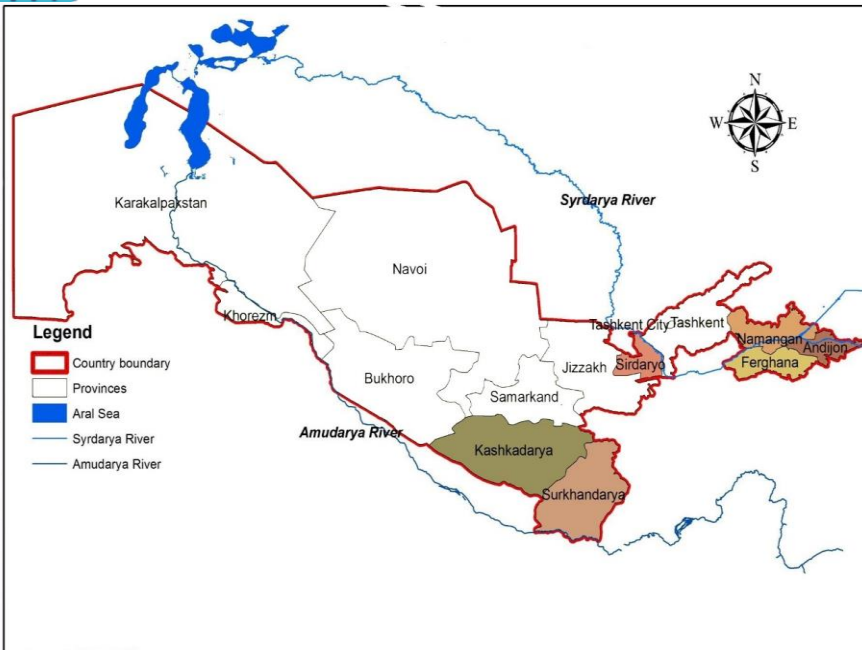 N
W E
S
Karakalpakstan
Syrdarya River
Navoi
Khorezm
Tashkent City
Tashkent
Namangan
Andijon
Ferghana
Sirdaryo
Jizzakh
Bukhoro
Samarkand
Amudarya River
Kashkadarya
Surkhandarya
Legend
Country boundary
Provinces
Aral Sea
Syrdarya River
Amudarya River